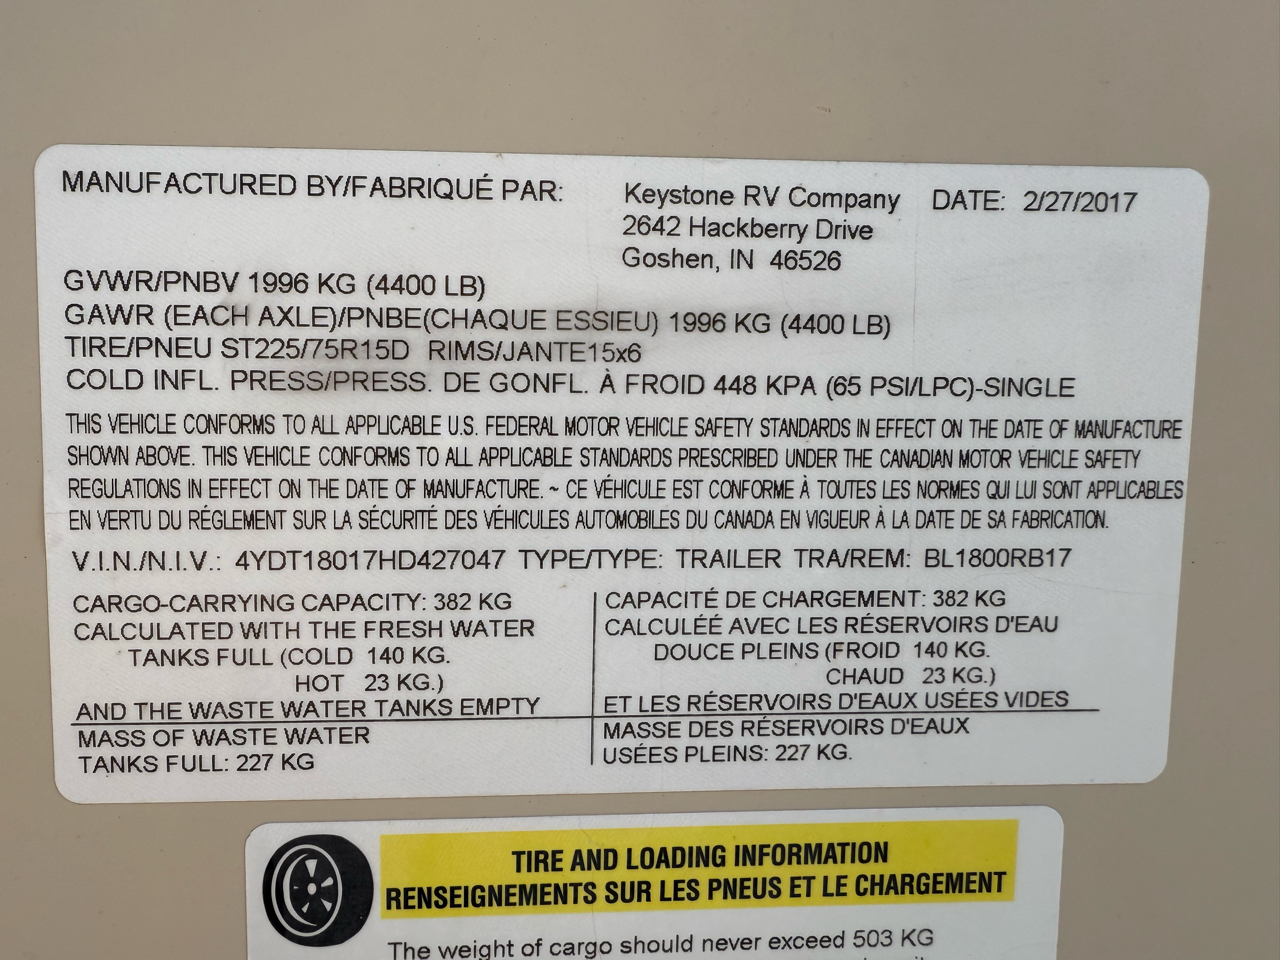 MANUFACTURED BY/FABRIQUÉ PAR: Keystone RV Company DATE: 2/27/2017
2642 Hackberry Drive
Goshen, IN 46526
GVWR/PNBV 1996 KG (4400 LB)
GAWR (EACH AXLE)/PNBE(CHAQUE ESSIEU) 1996 KG (4400 LB)
TIRE/PNEU ST225/75R15D RIMS/JANTE15x6
COLD INFL. PRESS/PRESS. DE GONFL. À FROID 448 KPA (65 PSI/LPC)-SINGLE
THIS VEHICLE CONFORMS TO ALL APPLICABLE U.S. FEDERAL MOTOR VEHICLE SAFETY STANDARDS IN EFFECT ON THE DATE OF MANUFACTURE
SHOWN ABOVE. THIS VEHICLE CONFORMS TO ALL APPLICABLE STANDARDS PRESCRIBED UNDER THE CANADIAN MOTOR VEHICLE SAFETY
REGULATIONS IN EFFECT ON THE DATE OF MANUFACTURE. ~ CE VÉHICULE EST CONFORME À TOUTES LES NORMES QUI LUI SONT APPLICABLES
EN VERTU DU RÉGLEMENT SUR LA SÉCURITÉ DES VÉHICULES AUTOMOBILES DU CANADA EN VIGUEUR À LA DATE DE SA FABRICATION.
V.I.N./N.I.V.: 4YDT18017HD427047 TYPE/TYPE: TRAILER TRA/REM: BL1800RB17
CARGO-CARRYING CAPACITY: 382 KG
CALCULATED WITH THE FRESH WATER
TANKS FULL (COLD 140 KG.
HOT 23 KG.)
AND THE WASTE WATER TANKS EMPTY
MASS OF WASTE WATER
TANKS FULL: 227 KG
CAPACITÉ DE CHARGEMENT: 382 KG
CALCULÉÉ AVEC LES RÉSERVOIRS D'EAU
DOUCE PLEINS (FROID 140 KG.
CHAUD 23 KG.)
ET LES RÉSERVOIRS D'EAUX USÉES VIDES
MASSE DES RÉSERVOIRS D'EAUX
USÉES PLEINS: 227 KG.
TIRE AND LOADING INFORMATION
RENSEIGNEMENTS SUR LES PNEUS ET LE CHARGEMENT
The weight of cargo should never exceed 503 KG